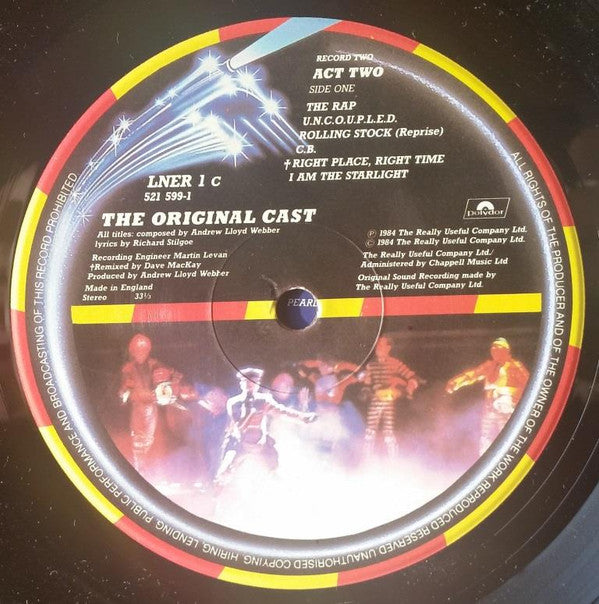 RECORD TWO
ACT TWO
SIDE ONE
THE RAP
U.N.C.O.U.P.L.E.D.
ROLLING STOCK (Reprise)
C.B.
†RIGHT PLACE, RIGHT TIME
I AM THE STARLIGHT
LNER 1 C
521 599-1
THE ORIGINAL CAST
All titles: composed by Andrew Lloyd Webber
lyrics by Richard Stilgoe
Recording Engineer Martin Levan
†Remixed by Dave MacKay
Produced by Andrew Lloyd Webber
Made in England
Stereo 33⅓
polydor
Ⓟ 1984 The Really Useful Company Ltd.
© 1984 The Really Useful Company Ltd.
The Really Useful Company Ltd/
Administered by Chappell Music Ltd
Original Sound Recording made by
The Really Useful Company Ltd.
PEARL
ALL RIGHTS OF THE PRODUCER AND OF THE OWNER OF THE WORK REPRODUCED RESERVED UNAUTHORISED COPYING, HIRING, LENDING, PUBLIC PERFORMANCE AND BROADCASTING OF THIS RECORD PROHIBITED